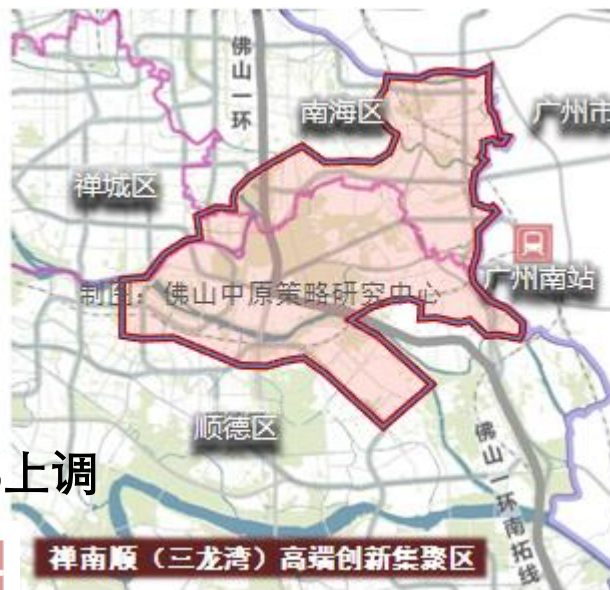 佛山一环
南海区
广州市
禅城区
广州南站
制图：佛山中原策略研究中心
顺德区
上调
佛山一环南拓线
禅南顺（三龙湾）高端创新集聚区